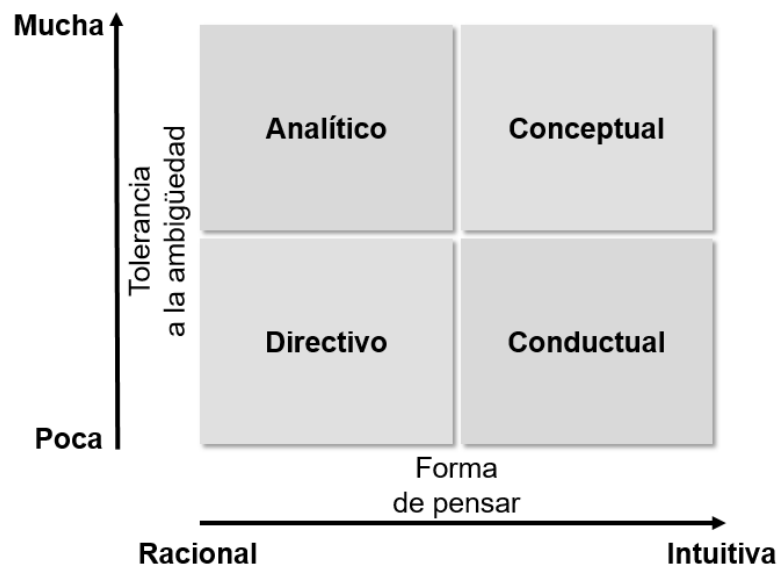 Mucha
Tolerancia
a la ambigüedad
Analítico
Conceptual
Directivo
Conductual
Poca
Forma
de pensar
Racional
Intuitiva